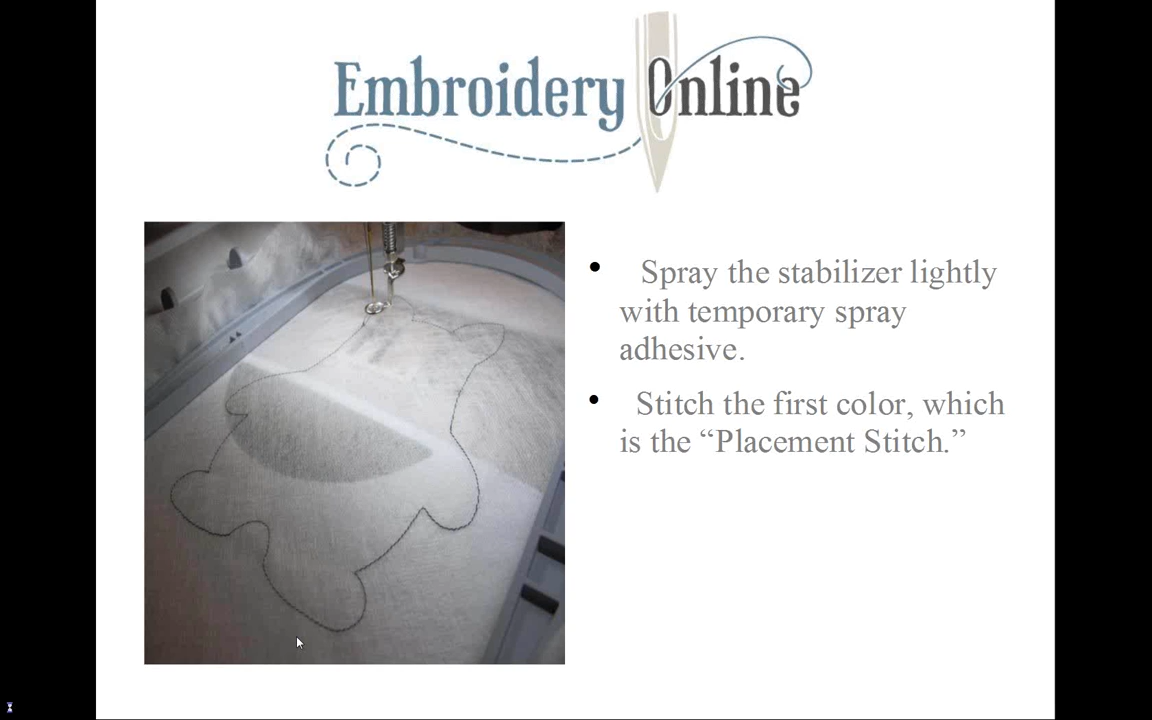 Embroidery Online
• Spray the stabilizer lightly
with temporary spray
adhesive.
• Stitch the first color, which
is the “Placement Stitch.”